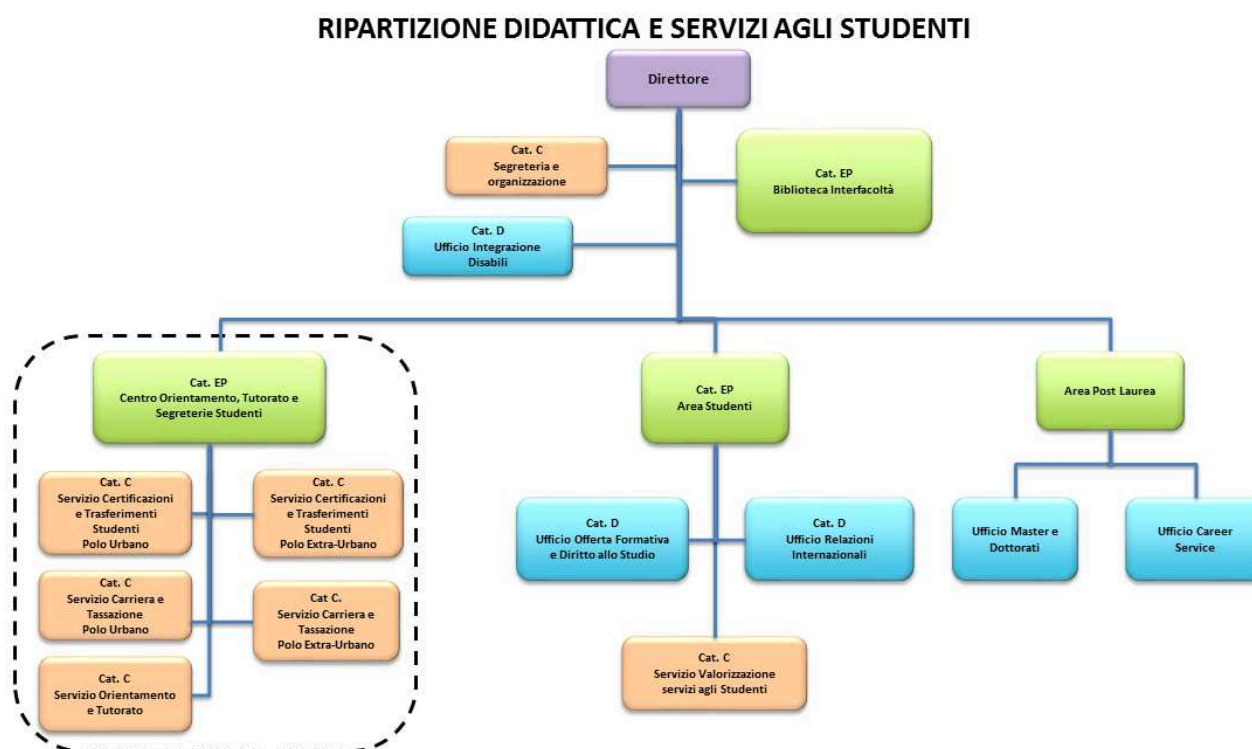 RIPARTIZIONE DIDATTICA E SERVIZI AGLI STUDENTI
Direttore
Cat. C
Segreteria e
organizzazione
Cat. EP
Biblioteca Interfacoltà
Cat. D
Ufficio Integrazione
Disabili
Cat. EP
Centro Orientamento, Tutorato e
Segreterie Studenti
Cat. EP
Area Studenti
Area Post Laurea
Cat. C
Servizio Certificazioni
e Trasferimenti
Studenti
Polo Urbano
Cat. C
Servizio Certificazioni
e Trasferimenti
Studenti
Polo Extra-Urbano
Cat. D
Ufficio Offerta Formativa
e Diritto allo Studio
Cat. D
Ufficio Relazioni
Internazionali
Ufficio Master e
Dottorati
Ufficio Career
Service
Cat. C
Servizio Carriera e
Tassazione
Polo Urbano
Cat C.
Servizio Carriera e
Tassazione
Polo Extra-Urbano
Cat. C
Servizio Orientamento
e Tutorato
Cat. C
Servizio Valorizzazione
servizi agli Studenti